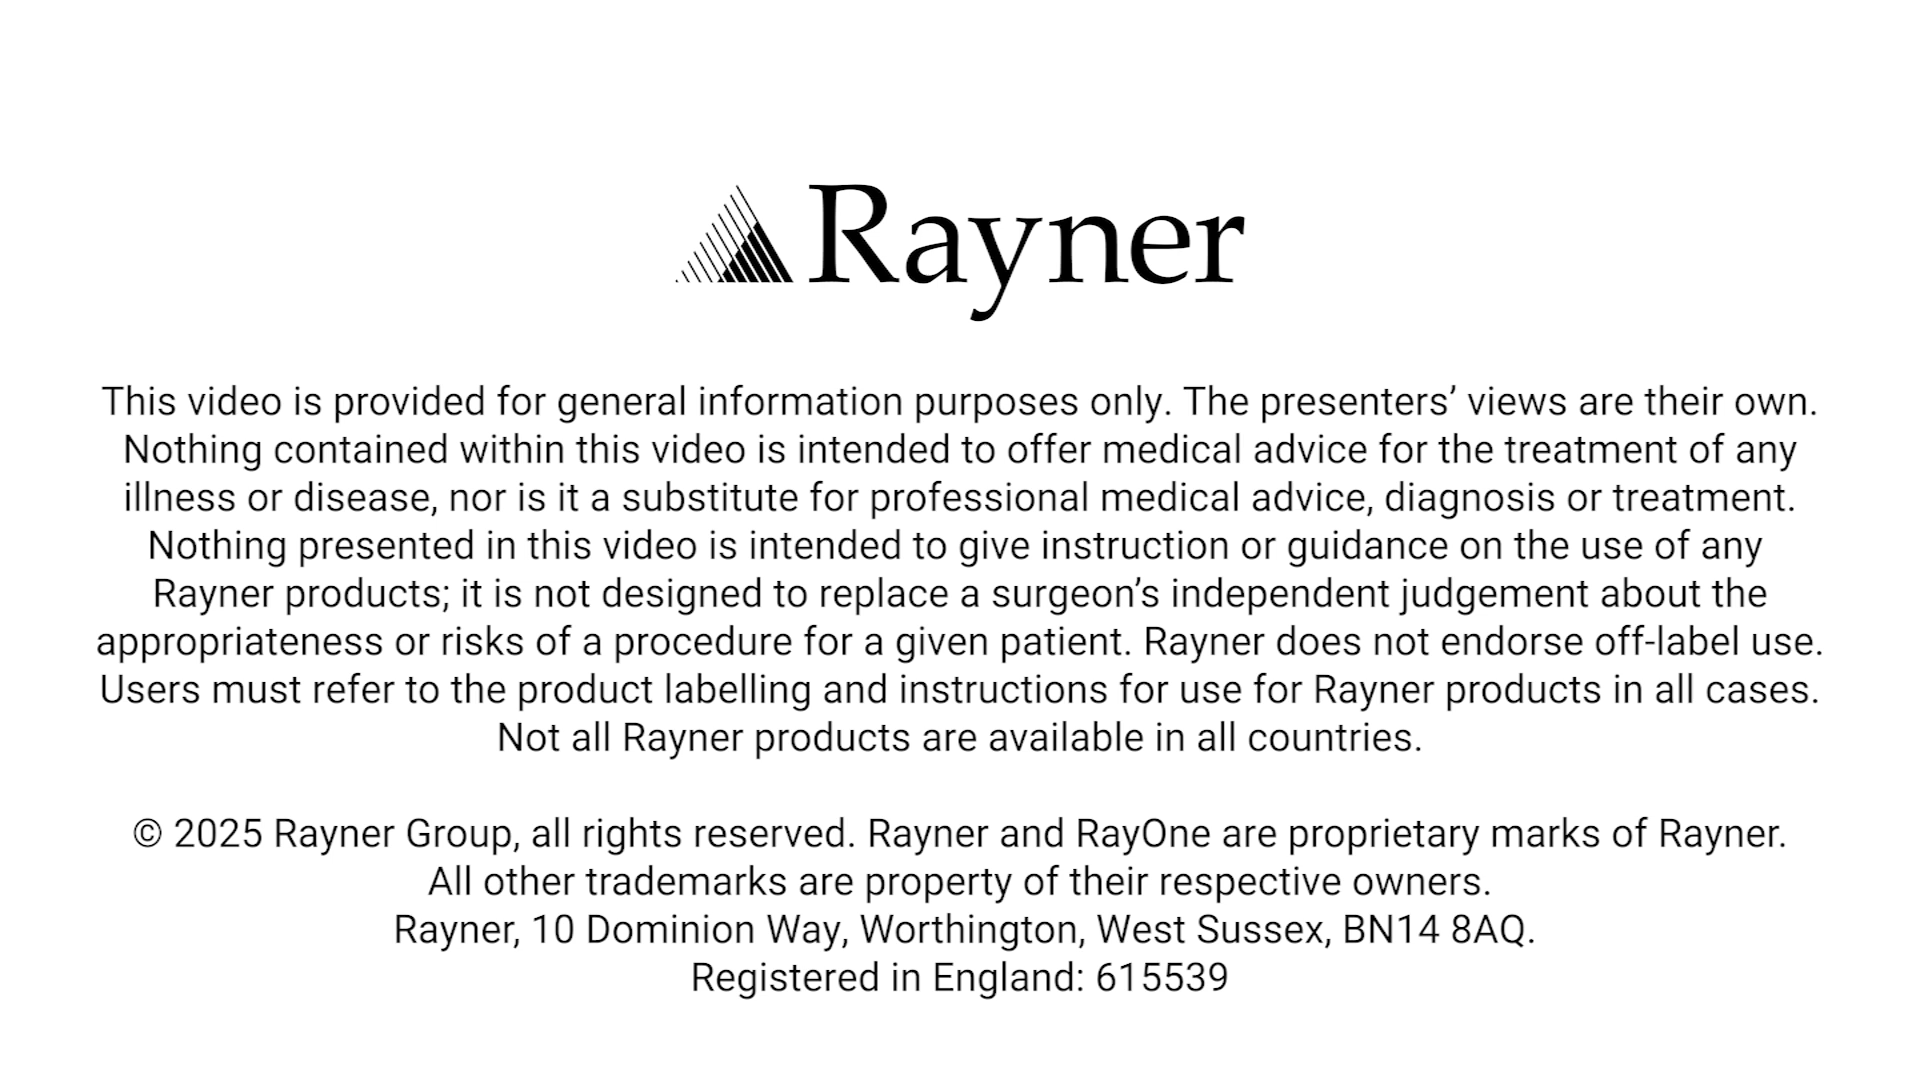 Rayner
This video is provided for general information purposes only. The presenters’ views are their own.
Nothing contained within this video is intended to offer medical advice for the treatment of any
illness or disease, nor is it a substitute for professional medical advice, diagnosis or treatment.
Nothing presented in this video is intended to give instruction or guidance on the use of any
Rayner products; it is not designed to replace a surgeon’s independent judgement about the
appropriateness or risks of a procedure for a given patient. Rayner does not endorse off-label use.
Users must refer to the product labelling and instructions for use for Rayner products in all cases.
Not all Rayner products are available in all countries.
© 2025 Rayner Group, all rights reserved. Rayner and RayOne are proprietary marks of Rayner.
All other trademarks are property of their respective owners.
Rayner, 10 Dominion Way, Worthington, West Sussex, BN14 8AQ.
Registered in England: 615539